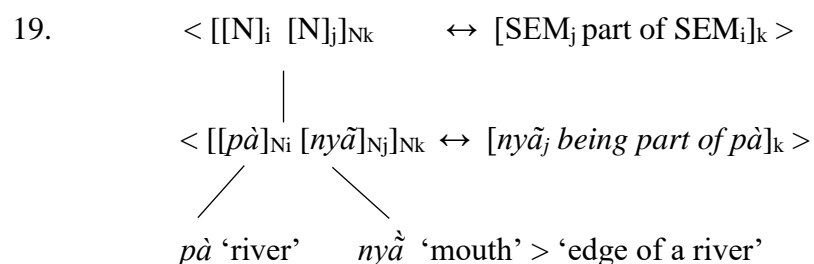 19. < [[N]ᵢ [N]ⱼ]Nk ↔ [SEMⱼ part of SEMᵢ]k >
< [[pà]Ni [nyã]Nj]Nk ↔ [nyãⱼ being part of pà]k >
pà ‘river’ nyã̀ ‘mouth’ > ‘edge of a river’